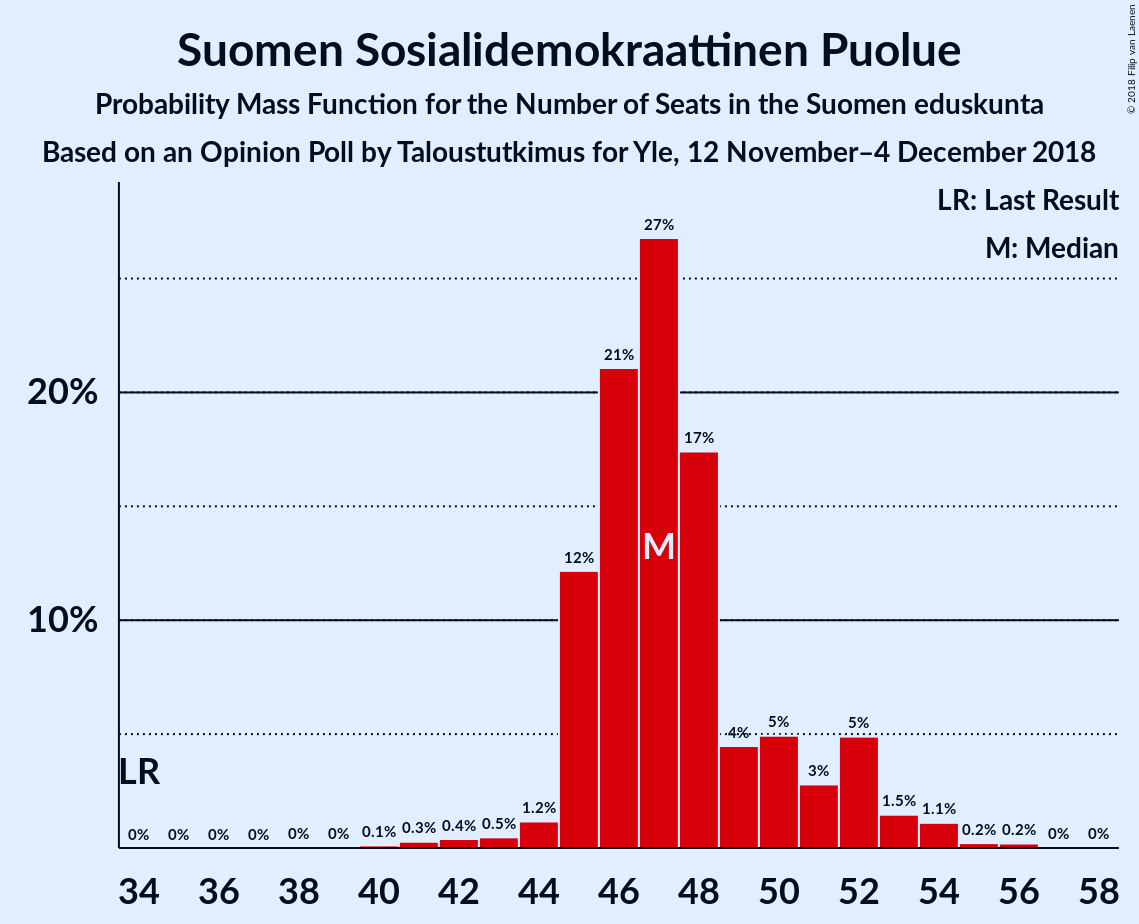 Suomen Sosialidemokraattinen Puolue
Probability Mass Function for the Number of Seats in the Suomen eduskunta
Based on an Opinion Poll by Taloustutkimus for Yle, 12 November–4 December 2018
© 2018 Filip van Laenen
LR: Last Result
M: Median
20%
10%
LR
M
0% 0% 0% 0% 0% 0% 0.1% 0.3% 0.4% 0.5% 1.2% 12% 21% 27% 17% 4% 5% 3% 5% 1.5% 1.1% 0.2% 0.2% 0% 0%
34 36 38 40 42 44 46 48 50 52 54 56 58